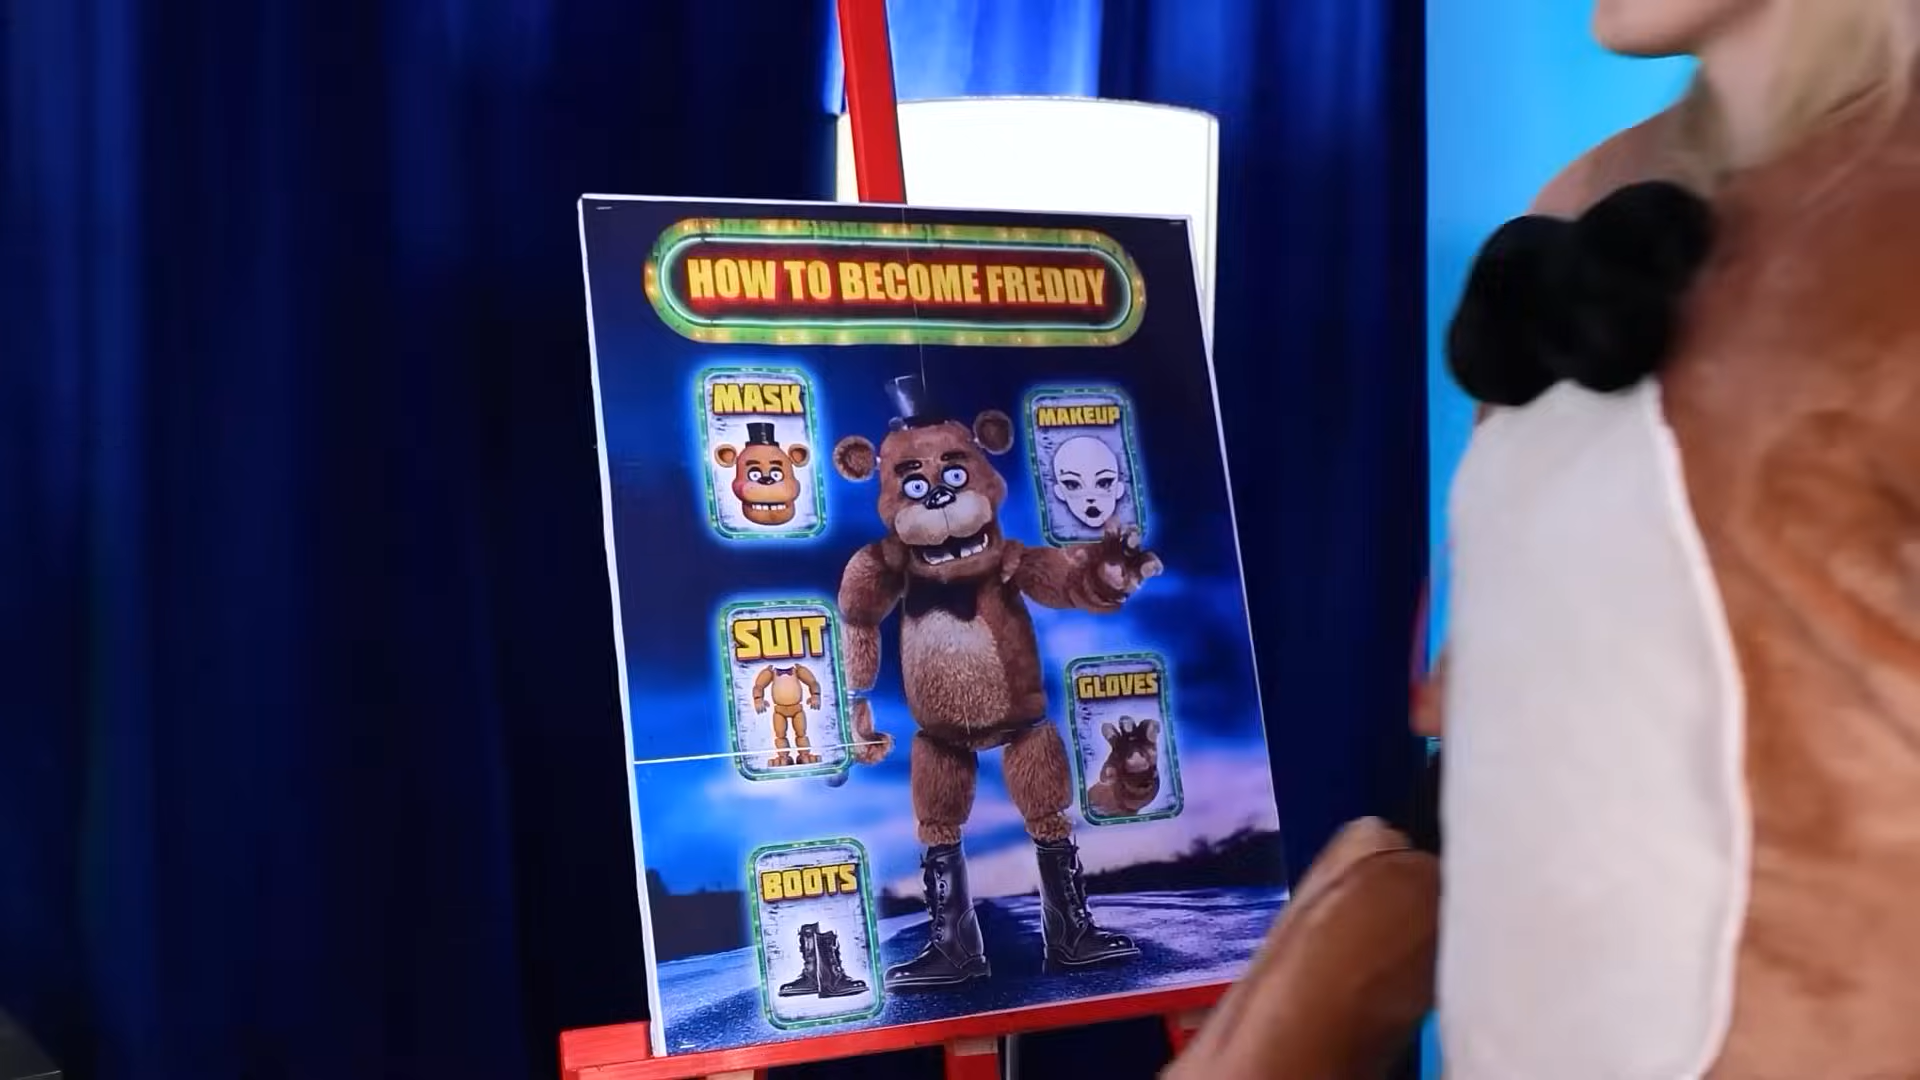 HOW TO BECOME FREDDY
MASK
MAKEUP
SUIT
GLOVES
BOOTS